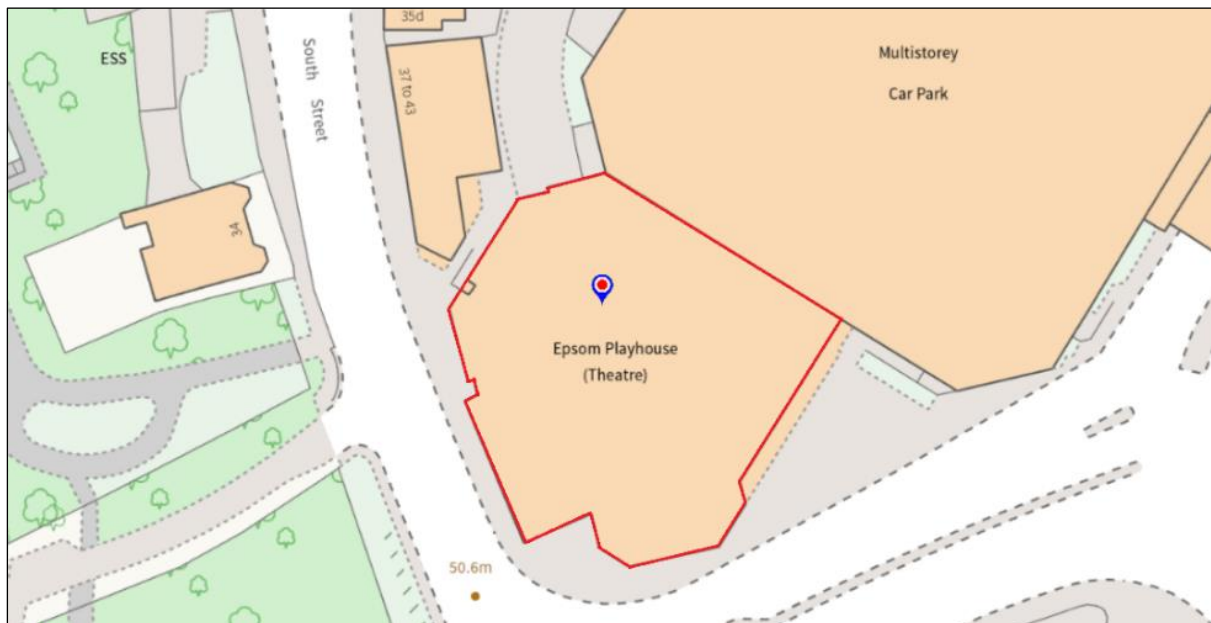 35d
ESS
South Street
37 to 43
Multistorey
Car Park
34
Epsom Playhouse
(Theatre)
50.6m